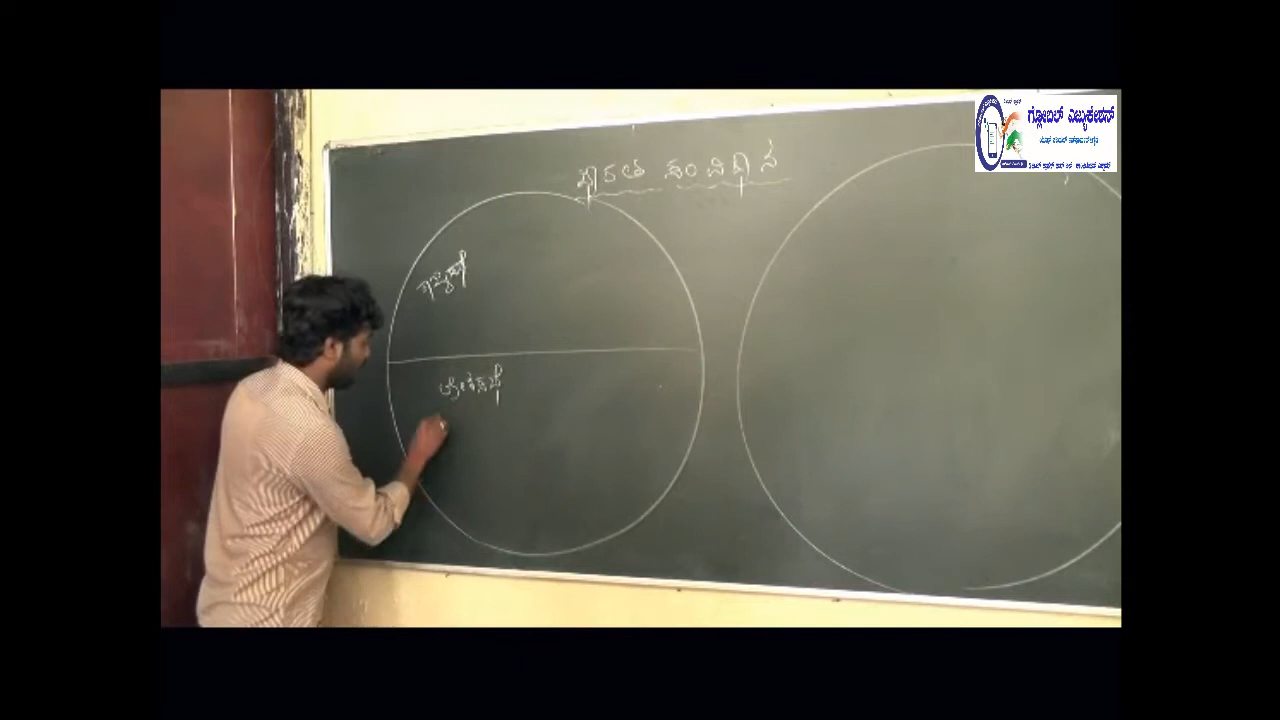 ಭಾರತ ಸಂವಿಧಾನ
ರಾಜ್ಯಸಭೆ
ಲೋಕಸಭೆ
ಗ್ಲೋಬಲ್ ಎಜ್ಯುಕೇಶನ್